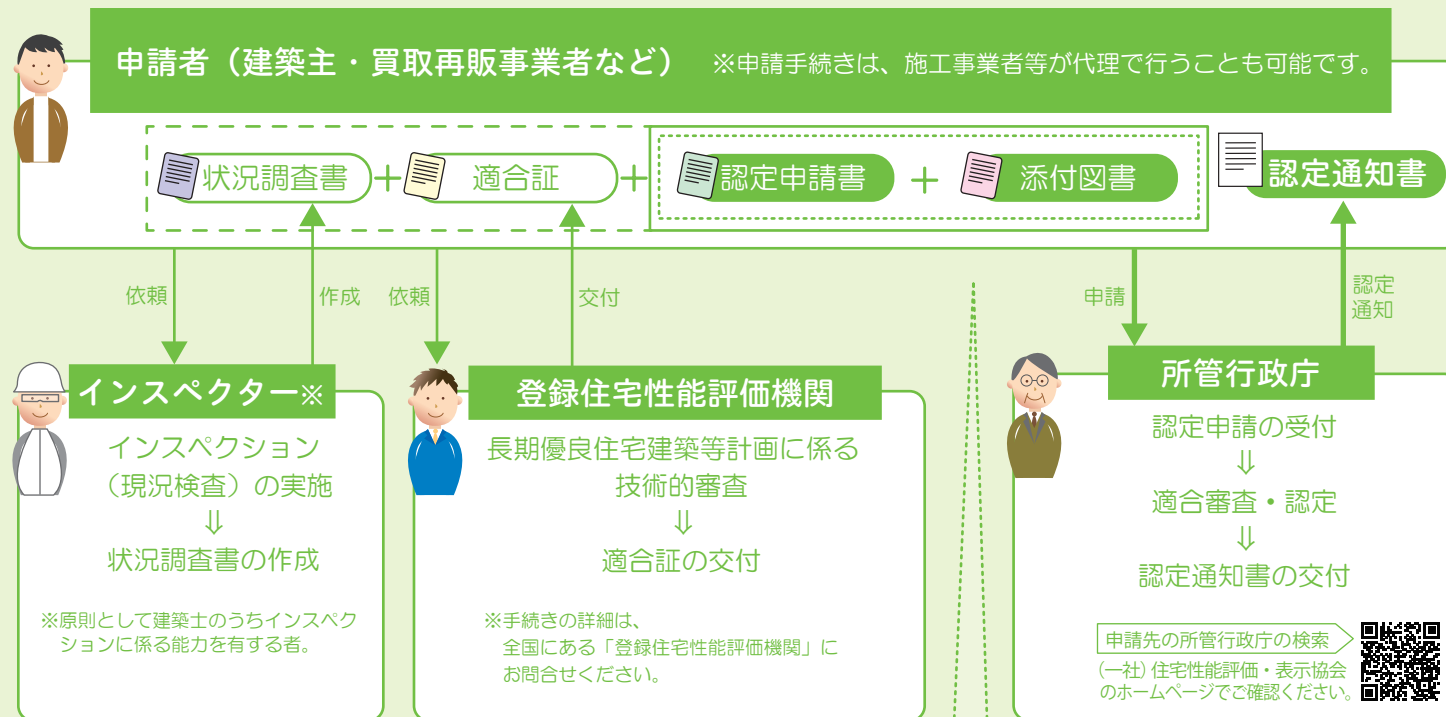 申請者（建築主・買取再販事業者など） ※申請手続きは、施工事業者等が代理で行うことも可能です。
状況調査書 + 適合証 + 認定申請書 + 添付図書 認定通知書
依頼 作成 依頼 交付 申請 認定
通知
インスペクター※
インスペクション
（現況検査）の実施
⇓
状況調査書の作成
※原則として建築士のうちインスペク
ションに係る能力を有する者。
登録住宅性能評価機関
長期優良住宅建築等計画に係る
技術的審査
⇓
適合証の交付
※手続きの詳細は、
全国にある「登録住宅性能評価機関」に
お問合せください。
所管行政庁
認定申請の受付
⇓
適合審査・認定
⇓
認定通知書の交付
申請先の所管行政庁の検索
(一社)住宅性能評価・表示協会
のホームページでご確認ください。